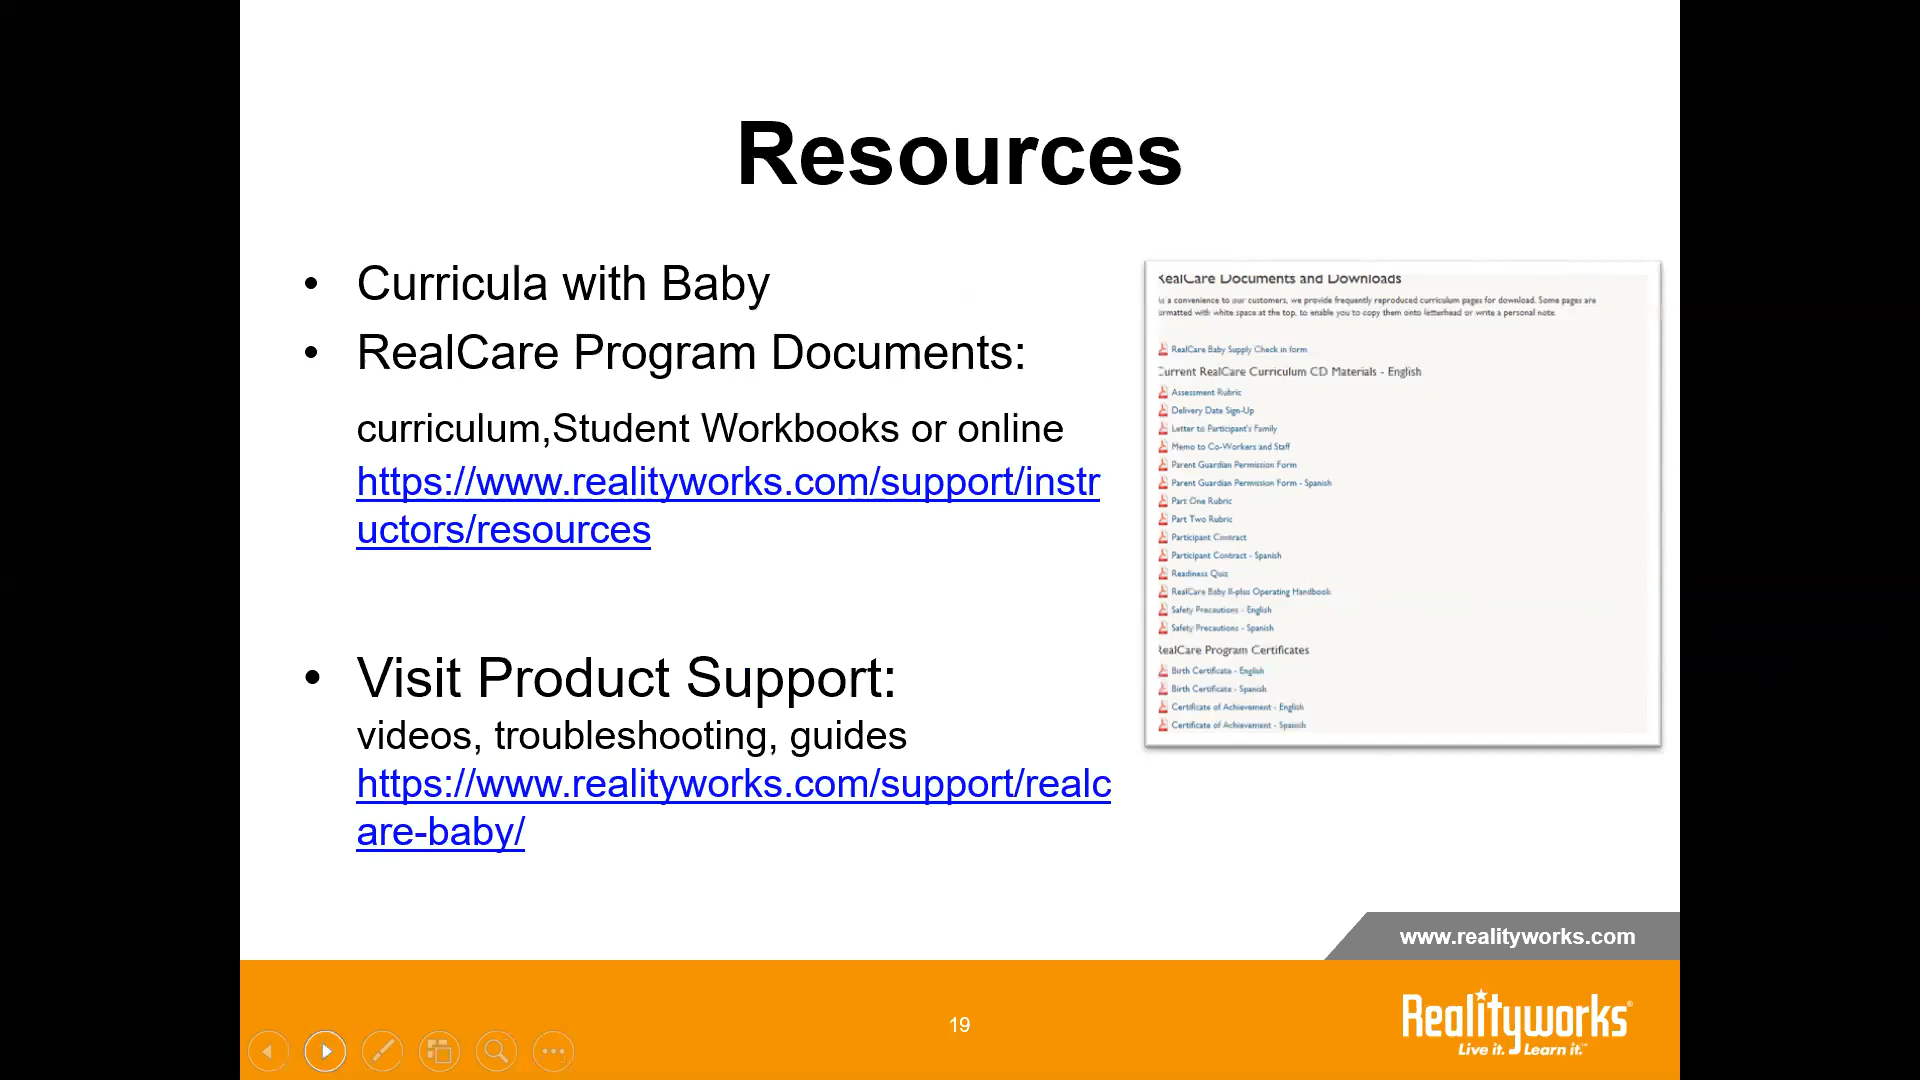 Resources
• Curricula with Baby
• RealCare Program Documents:
curriculum,Student Workbooks or online
https://www.realityworks.com/support/instr
uctors/resources
• Visit Product Support:
videos, troubleshooting, guides
https://www.realityworks.com/support/realc
are-baby/
RealCare Documents and Downloads
As a convenience to our customers, we provide frequently reproduced curriculum pages for download. Some pages are
ormatted with white space at the top, to enable you to copy them onto letterhead or write a personal note.
RealCare Baby Supply Check in form
Current RealCare Curriculum CD Materials - English
Assessment Rubric
Delivery Date Sign-Up
Letter to Participant's Family
Memo to Co-Workers and Staff
Parent Guardian Permission Form
Parent Guardian Permission Form - Spanish
Part One Rubric
Part Two Rubric
Participant Contract
Participant Contract - Spanish
Readiness Quiz
RealCare Baby II-plus Operating Handbook
Safety Precautions - English
Safety Precautions - Spanish
RealCare Program Certificates
Birth Certificate - English
Birth Certificate - Spanish
Certificate of Achievement - English
Certificate of Achievement - Spanish
www.realityworks.com
19
Realityworks®
Live it. Learn it.™